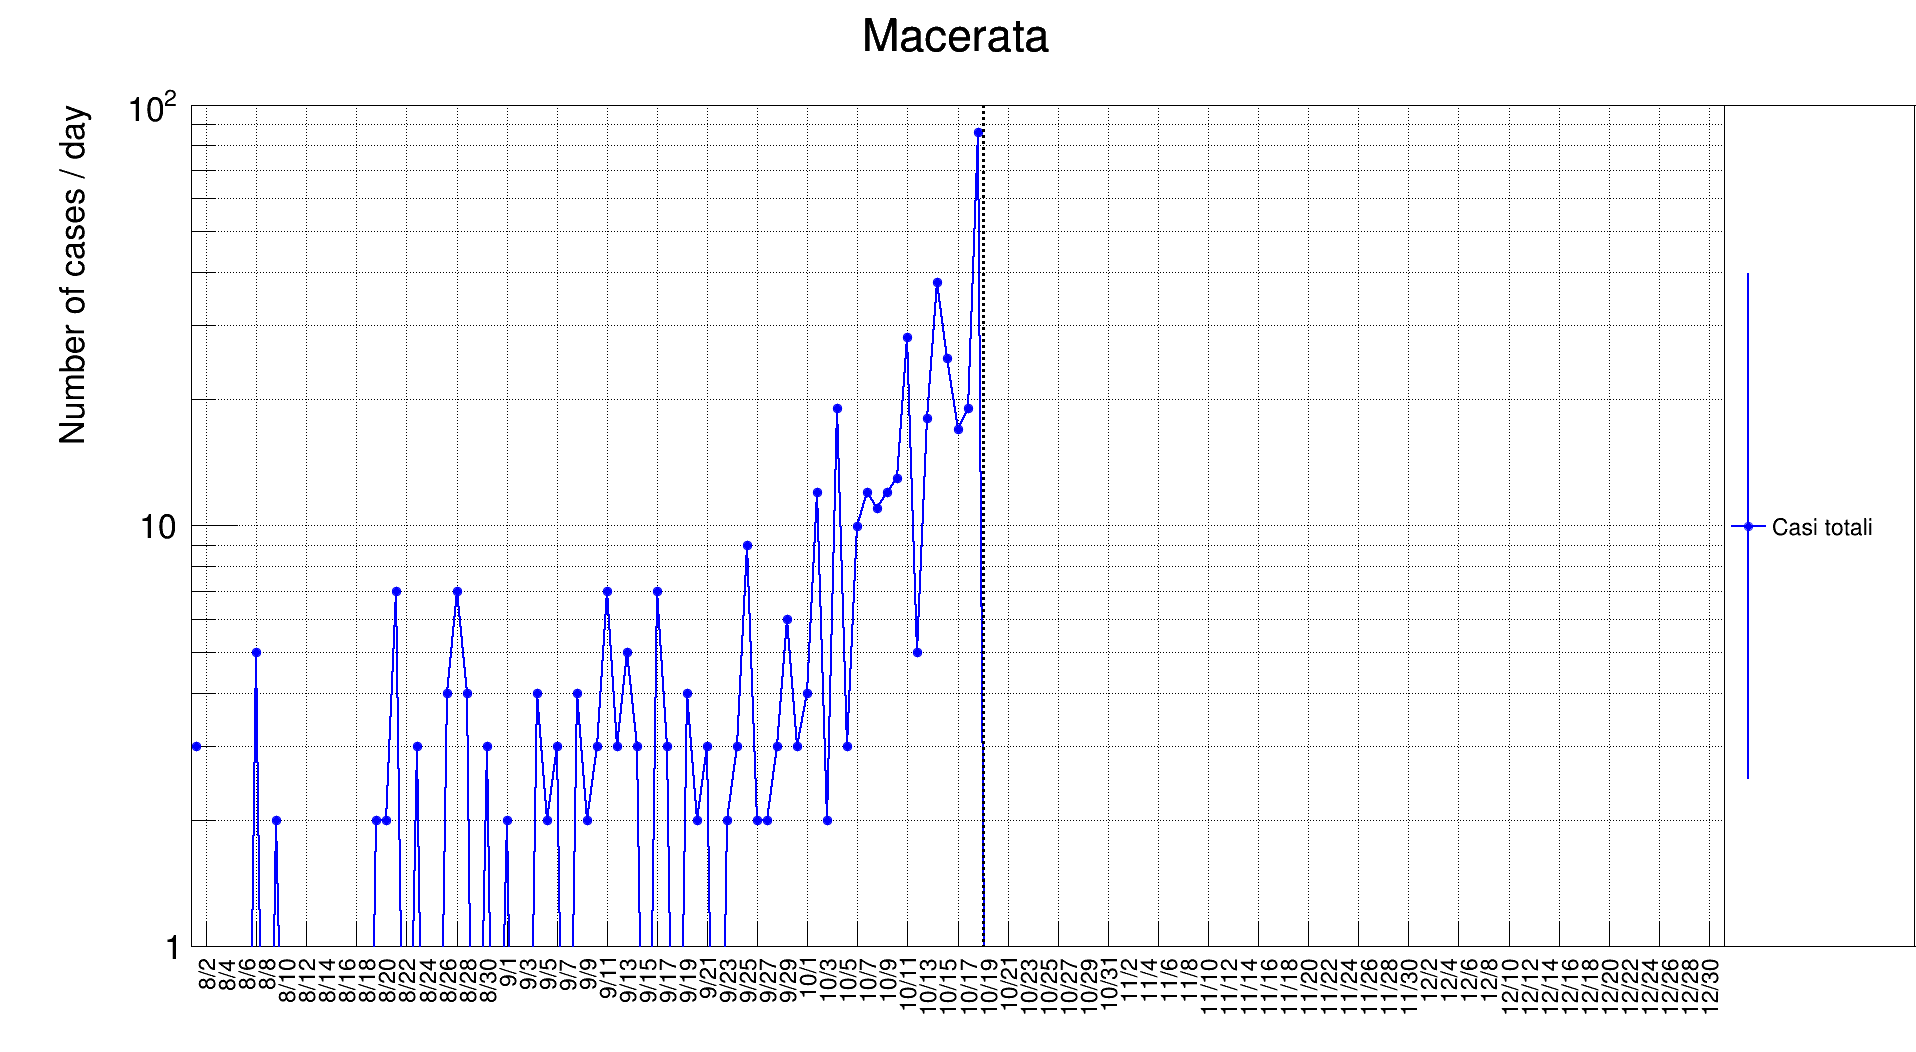 Macerata
Number of cases / day
10²
10
1
8/2 8/4 8/6 8/8 8/10 8/12 8/14 8/16 8/18 8/20 8/22 8/24 8/26 8/28 8/30 9/1 9/3 9/5 9/7 9/9 9/11 9/13 9/15 9/17 9/19 9/21 9/23 9/25 9/27 9/29 10/1 10/3 10/5 10/7 10/9 10/11 10/13 10/15 10/17 10/19 10/21 10/23 10/25 10/27 10/29 10/31 11/2 11/4 11/6 11/8 11/10 11/12 11/14 11/16 11/18 11/20 11/22 11/24 11/26 11/28 11/30 12/2 12/4 12/6 12/8 12/10 12/12 12/14 12/16 12/18 12/20 12/22 12/24 12/26 12/28 12/30
Casi totali